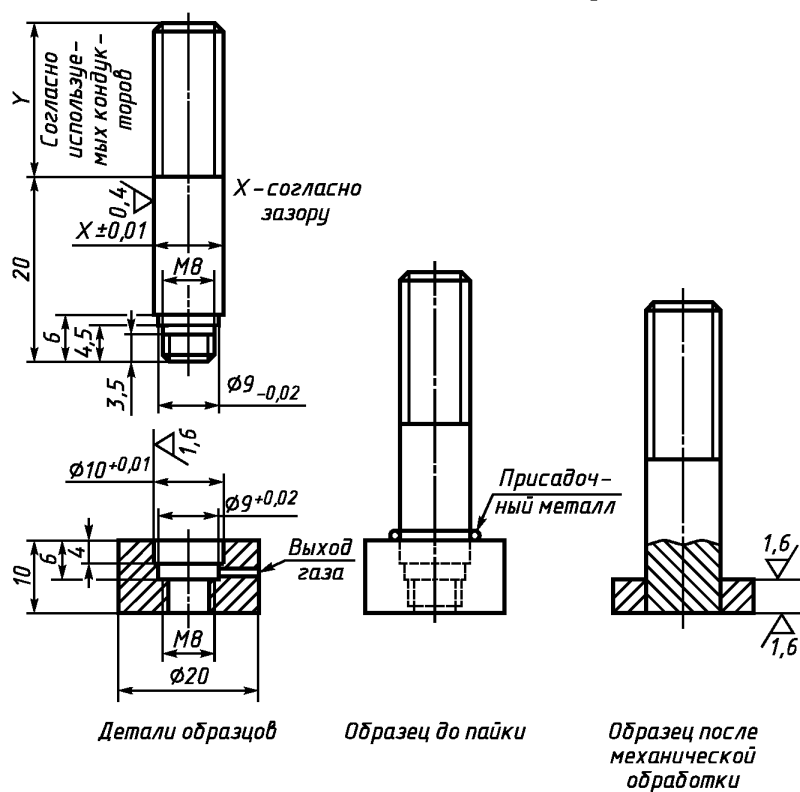 Y
Согласно
используе-
мых кондук-
торов
20
0,4
X-согласно
зазору
X±0,01
M8
6
4,5
3,5
Ø9-0,02
1,6
Ø10+0,01
Ø9+0,02
10
6
4
Выход
газа
M8
Ø20
Присадоч-
ный металл
1,6
1,6
Детали образцов
Образец до пайки
Образец после
механической
обработки